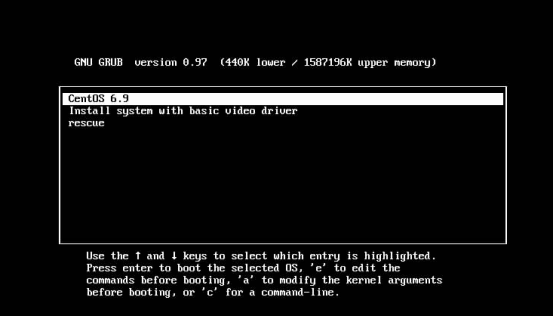 GNU GRUB  version 0.97  (440K lower / 1587196K upper memory)
CentOS 6.9
Install system with basic video driver
rescue
Use the ↑ and ↓ keys to select which entry is highlighted.
Press enter to boot the selected OS, 'e' to edit the
commands before booting, 'a' to modify the kernel arguments
before booting, or 'c' for a command-line.